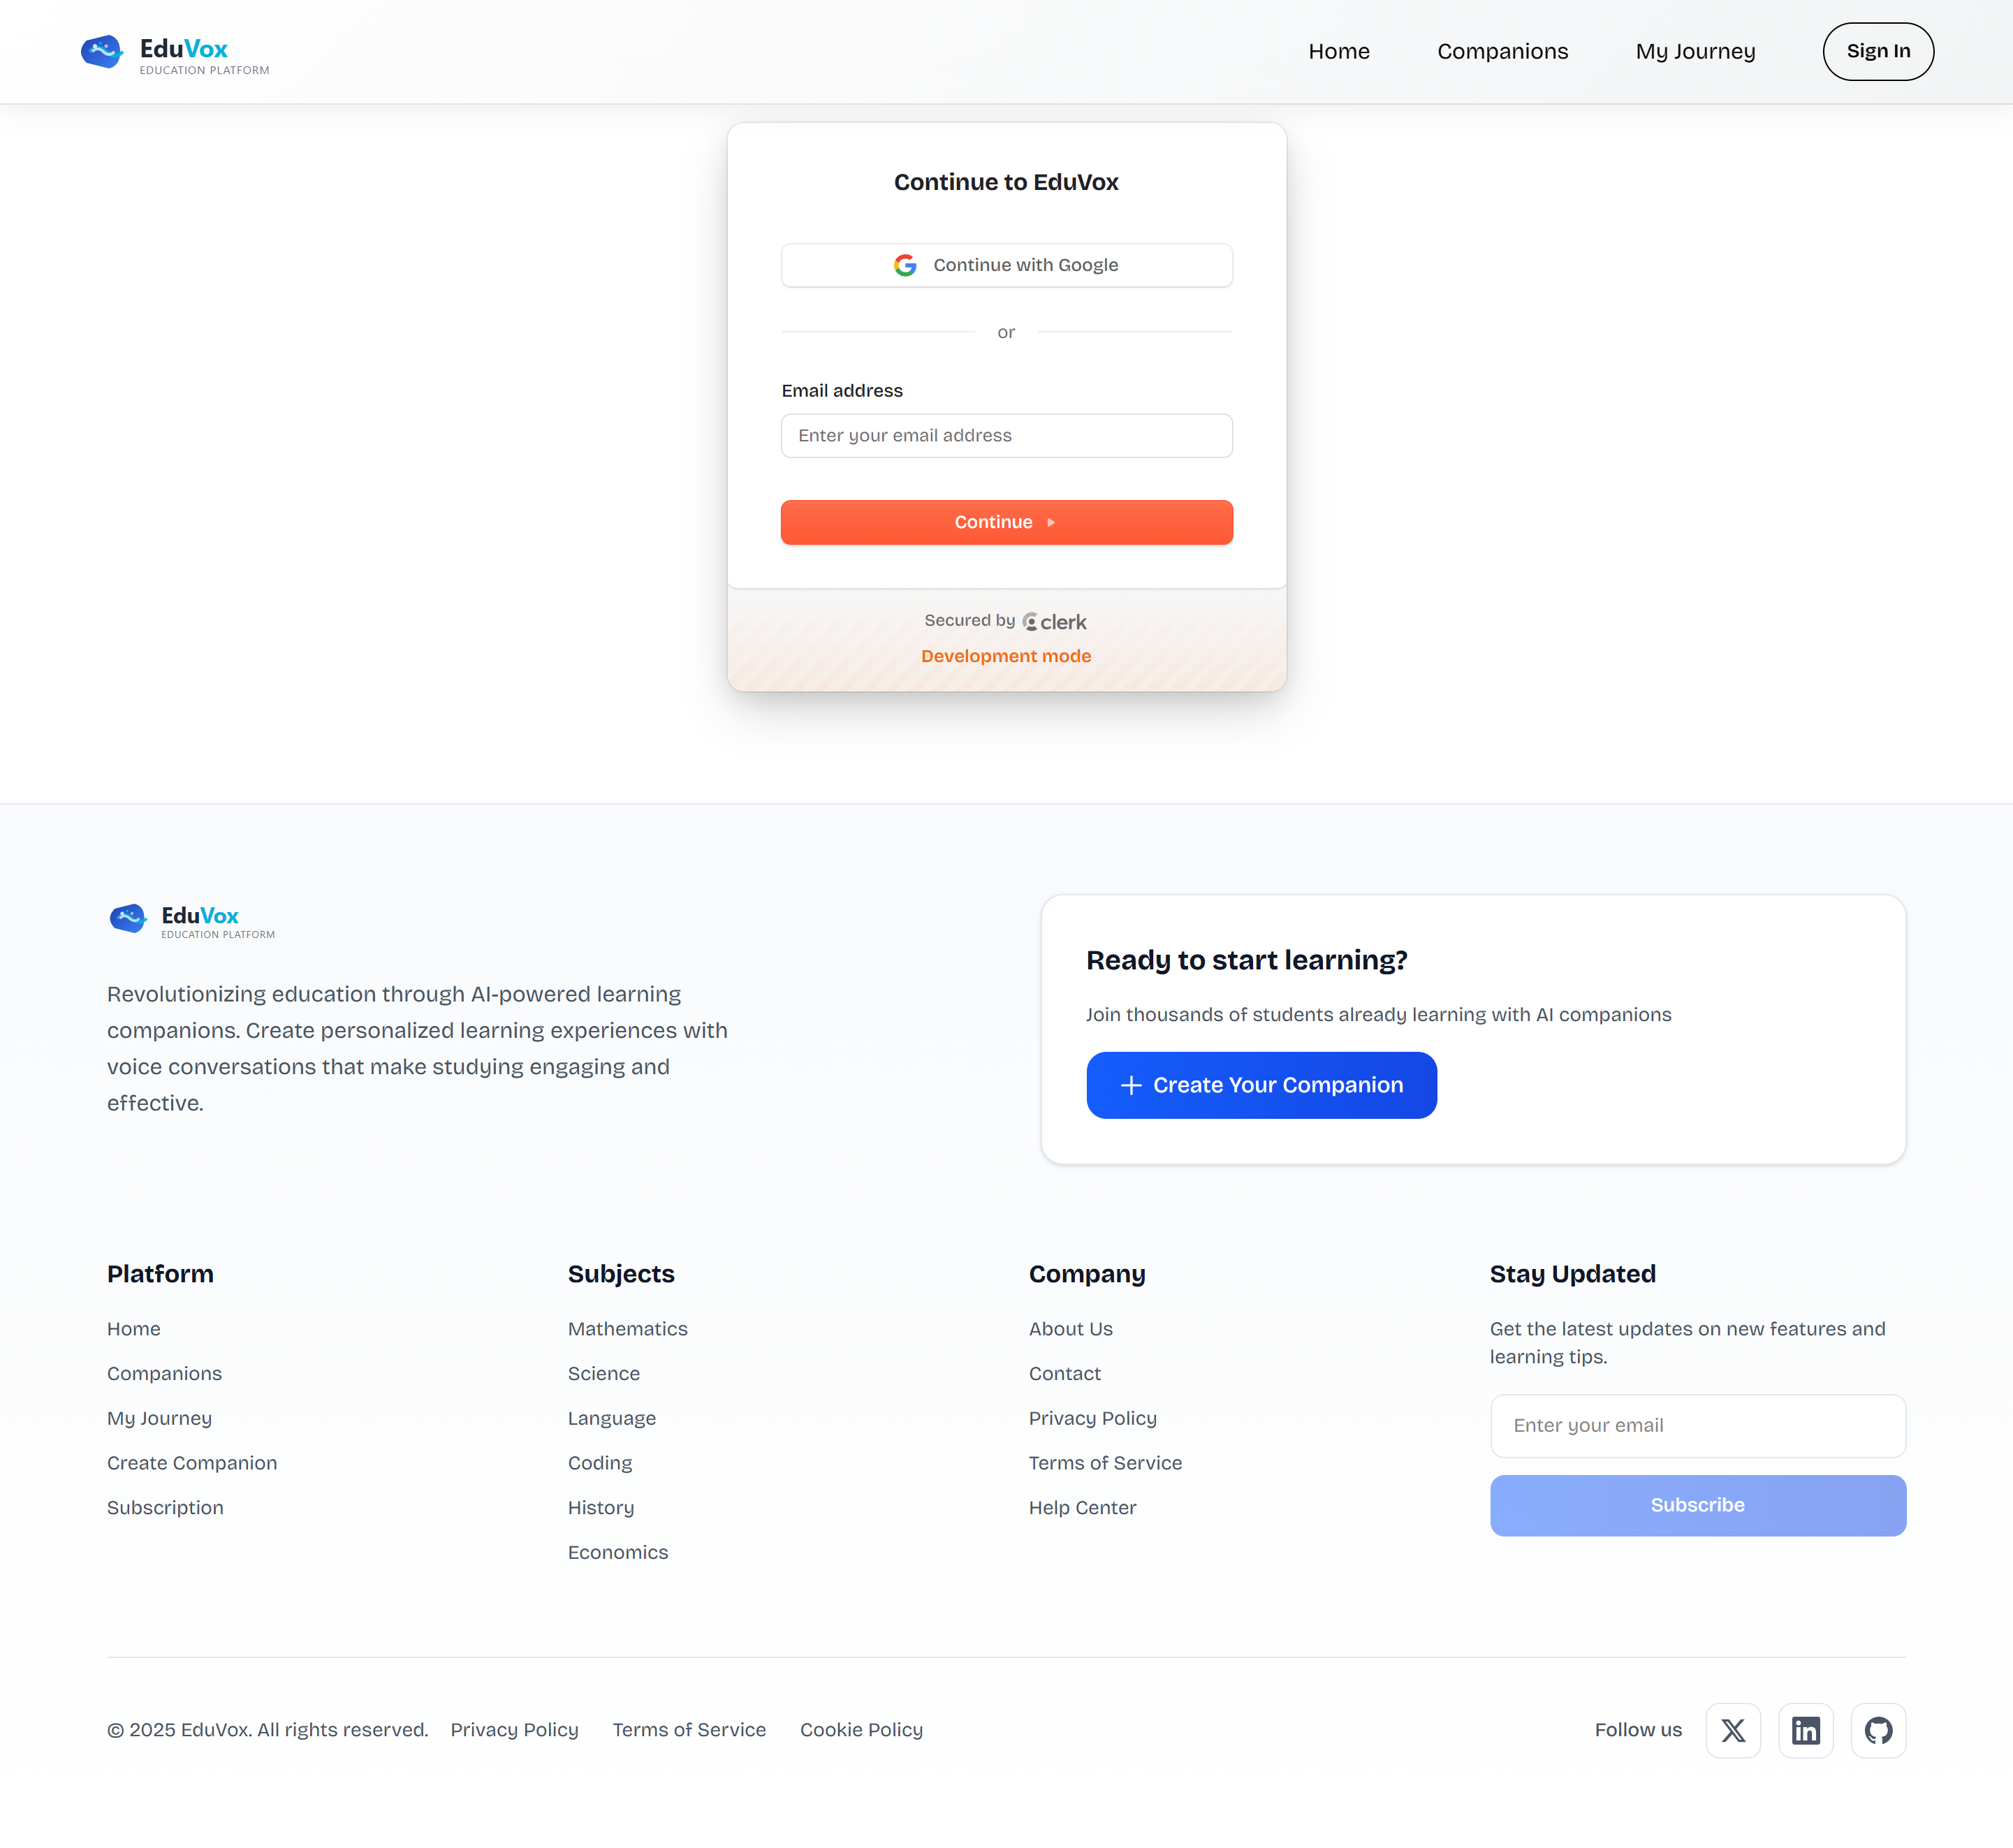 EduVox
EDUCATION PLATFORM
Home
Companions
My Journey
Sign In
Continue to EduVox
Continue with Google
or
Email address
Enter your email address
Continue
Secured by clerk
Development mode
EduVox
EDUCATION PLATFORM
Revolutionizing education through AI-powered learning
companions. Create personalized learning experiences with
voice conversations that make studying engaging and
effective.
Ready to start learning?
Join thousands of students already learning with AI companions
Create Your Companion
Platform
Home
Companions
My Journey
Create Companion
Subscription
Subjects
Mathematics
Science
Language
Coding
History
Economics
Company
About Us
Contact
Privacy Policy
Terms of Service
Help Center
Stay Updated
Get the latest updates on new features and
learning tips.
Enter your email
Subscribe
© 2025 EduVox. All rights reserved.
Privacy Policy
Terms of Service
Cookie Policy
Follow us